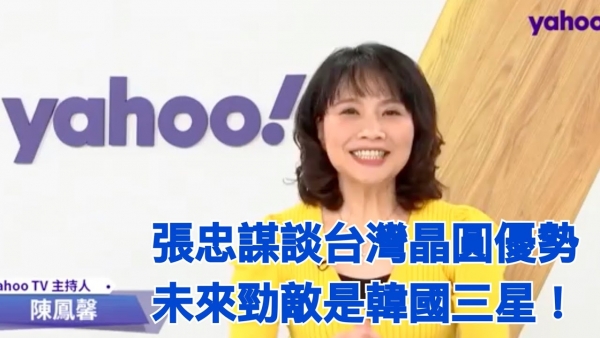 yahoo
yahoo!
張忠謀談台灣晶圓優勢
ahoo TV 主持人
陳鳳馨
未來勁敵是韓國三星！